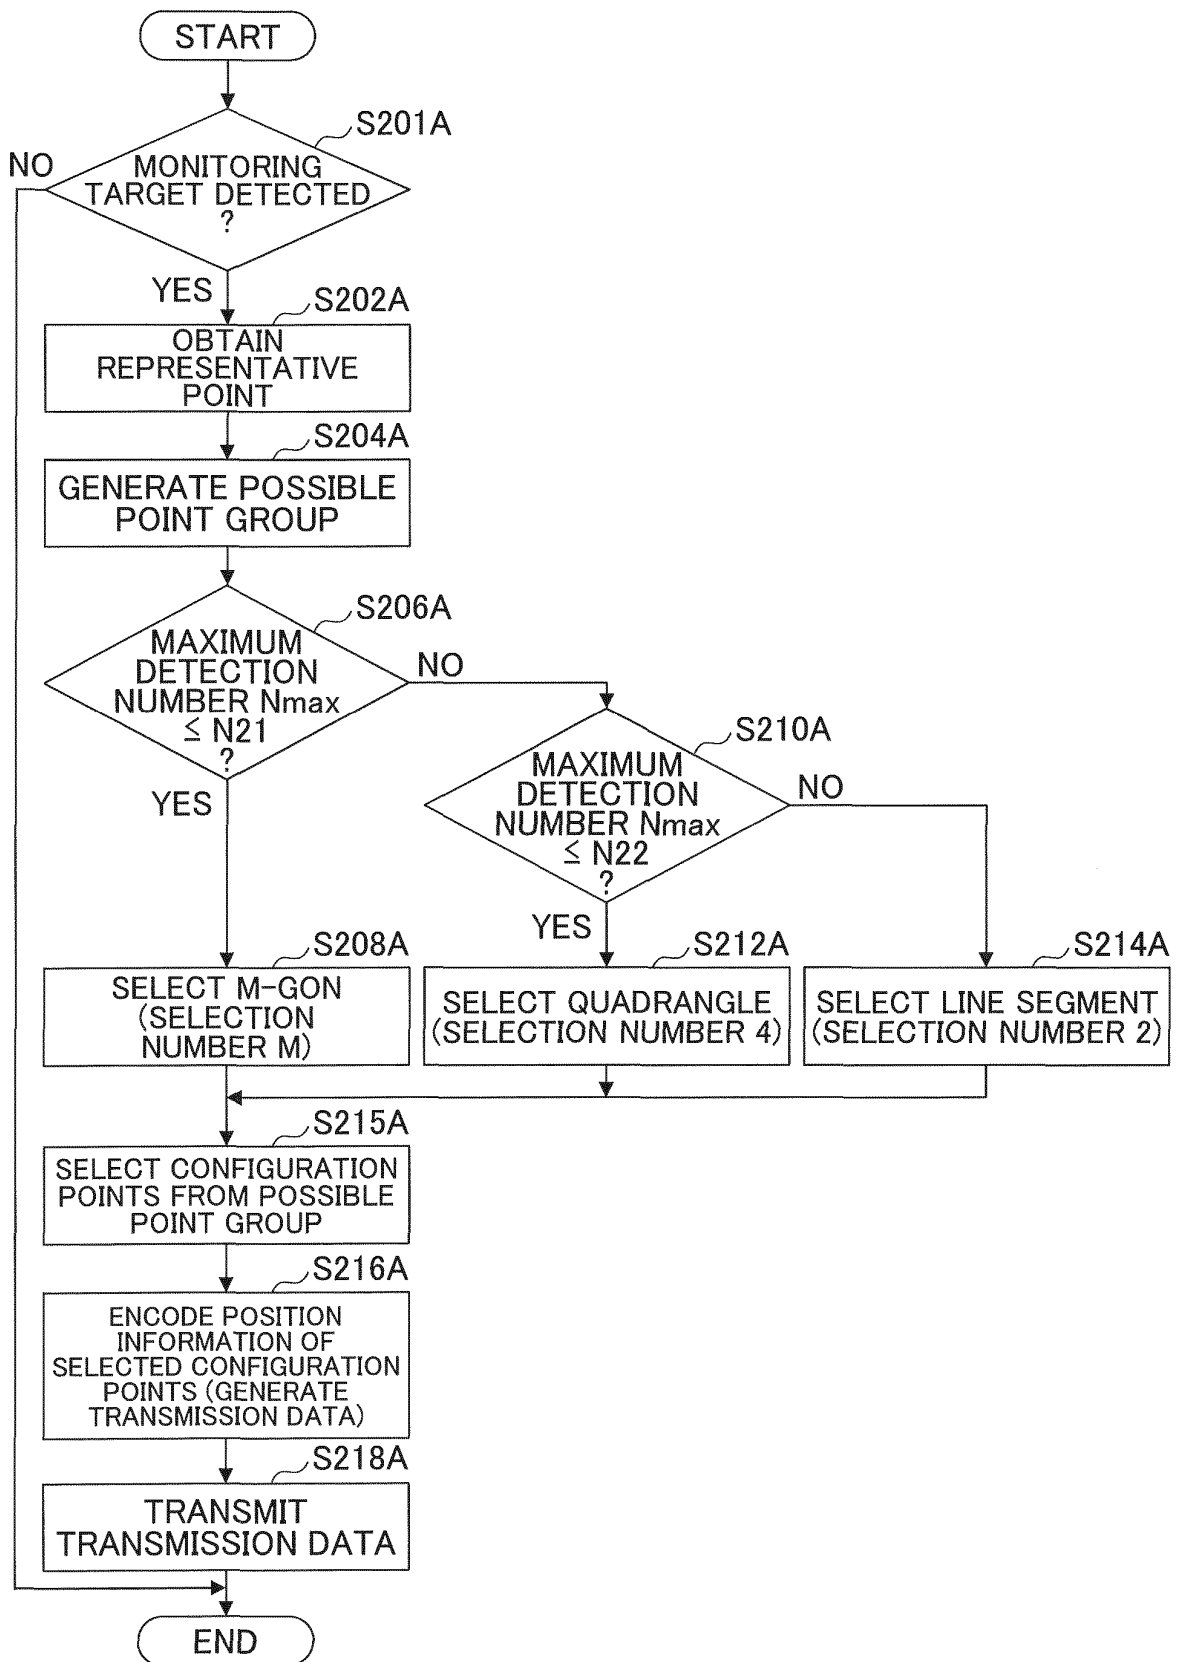 START
S201A
NO
MONITORING
TARGET DETECTED
?
YES
S202A
OBTAIN
REPRESENTATIVE
POINT
S204A
GENERATE POSSIBLE
POINT GROUP
S206A
MAXIMUM
DETECTION
NUMBER Nmax
≤ N21
?
NO
YES
S210A
MAXIMUM
DETECTION
NUMBER Nmax
≤ N22
?
NO
YES
S208A
SELECT M-GON
(SELECTION
NUMBER M)
S212A
SELECT QUADRANGLE
(SELECTION NUMBER 4)
S214A
SELECT LINE SEGMENT
(SELECTION NUMBER 2)
S215A
SELECT CONFIGURATION
POINTS FROM POSSIBLE
POINT GROUP
S216A
ENCODE POSITION
INFORMATION OF
SELECTED CONFIGURATION
POINTS (GENERATE
TRANSMISSION DATA)
S218A
TRANSMIT
TRANSMISSION DATA
END